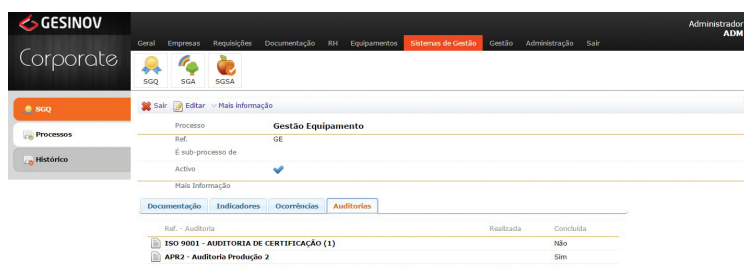 GESINOV
Corporate
Administrador
ADM
Geral Empresas Requisições Documentação RH Equipamentos Sistemas de Gestão Gestão Administração Sair
SGQ SGA SGSA
SGQ
Processos
Histórico
Sair Editar Mais informação
Processo Gestão Equipamento
Ref. GE
É sub-processo de
Activo
Mais Informação
Documentação Indicadores Ocorrências Auditorias
Ref. - Auditoria Realizada Concluída
ISO 9001 - AUDITORIA DE CERTIFICAÇÃO (1) Não
APR2 - Auditoria Produção 2 Sim